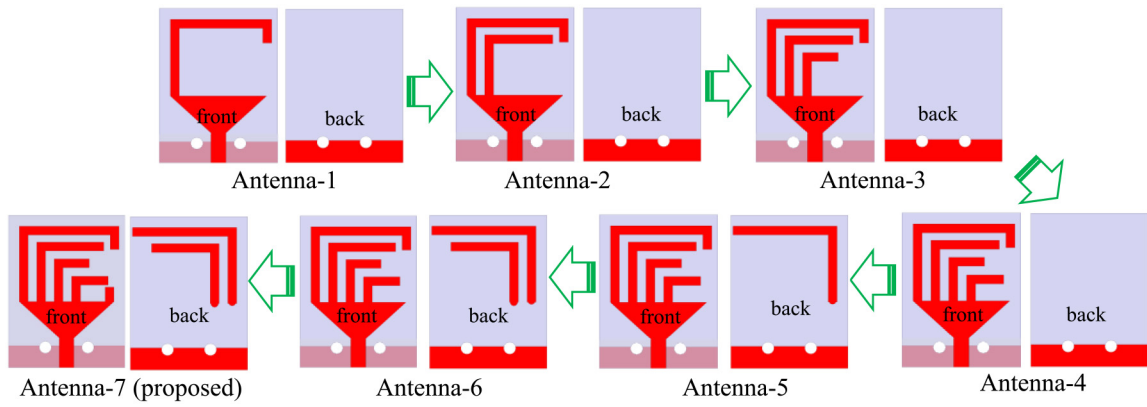 front back
Antenna-1
front back
Antenna-2
front back
Antenna-3
front back
Antenna-7 (proposed)
front back
Antenna-6
front back
Antenna-5
front back
Antenna-4